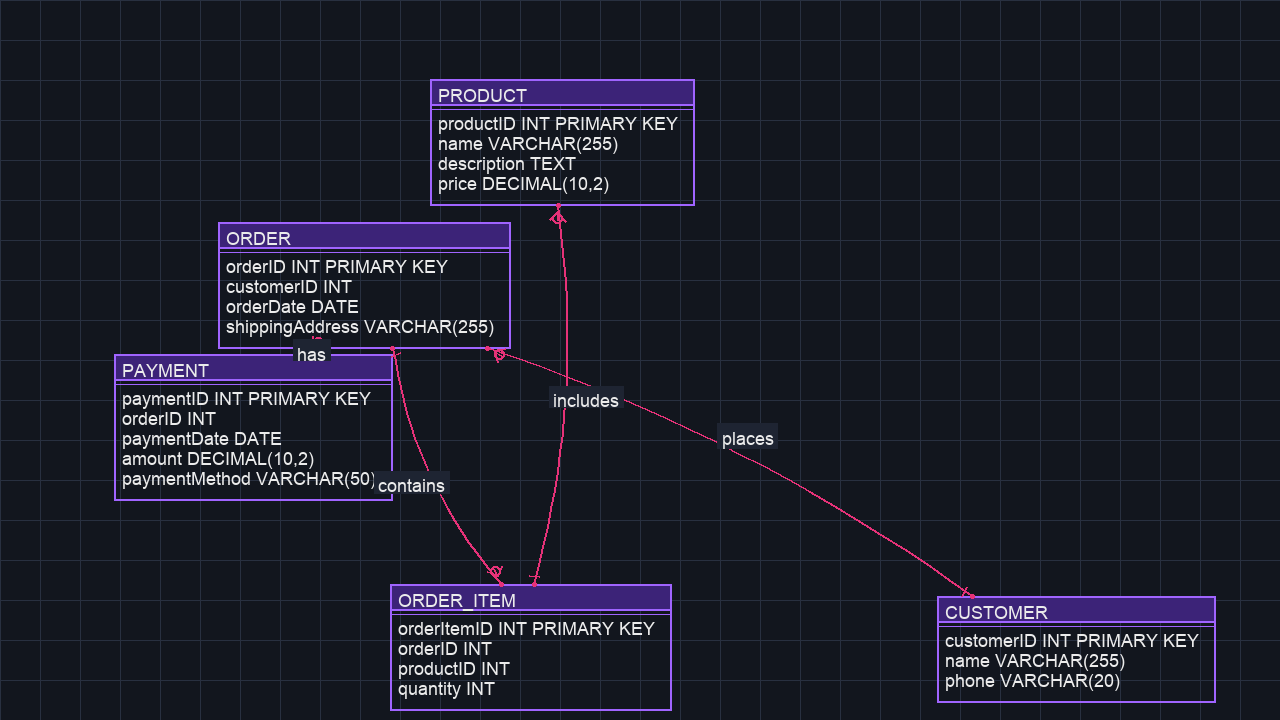 PRODUCT
productID INT PRIMARY KEY
name VARCHAR(255)
description TEXT
price DECIMAL(10,2)
ORDER
orderID INT PRIMARY KEY
customerID INT
orderDate DATE
shippingAddress VARCHAR(255)
has
PAYMENT
paymentID INT PRIMARY KEY
orderID INT
paymentDate DATE
amount DECIMAL(10,2)
paymentMethod VARCHAR(50)
includes
places
contains
ORDER_ITEM
orderItemID INT PRIMARY KEY
orderID INT
productID INT
quantity INT
CUSTOMER
customerID INT PRIMARY KEY
name VARCHAR(255)
phone VARCHAR(20)